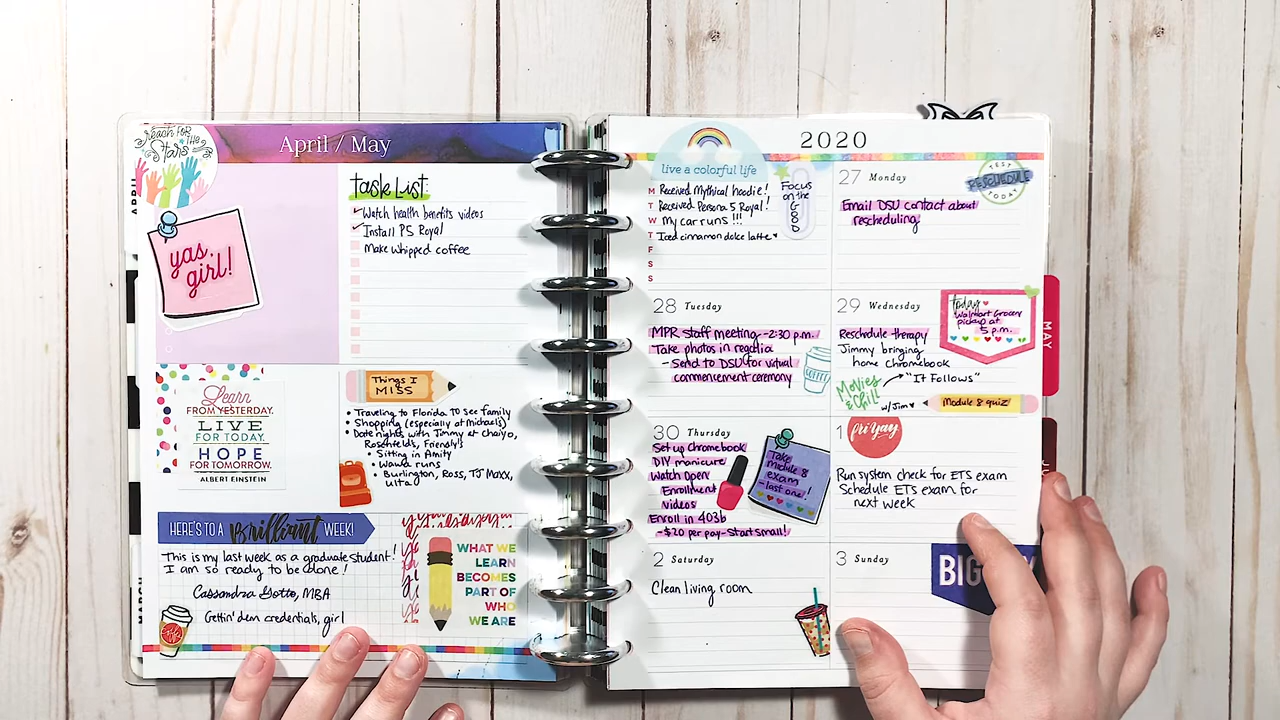 REACH FOR
THE
Stars
April / May
APRIL
yas,
girl!
Task List:
Watch health benefits videos
Install P5 Royal
Make whipped coffee
Learn
FROM YESTERDAY.
LIVE
FOR TODAY.
HOPE
FOR TOMORROW.
ALBERT EINSTEIN
Things I
MISS
• Traveling to Florida to see family
• Shopping (especially at Michaels)
• Date nights with Jimmy at Chaiyo,
Rosafields, Friendly's
• Sitting in Amity
• Wawa runs
• Burlington, Ross, TJ Maxx,
Ulta
HERE'S TO A Brilliant WEEK!
This is my last week as a graduate student!
I am so ready to be done!
Cassandra Botto, MBA
Gettin' dem credentials, girl
MARCH
WHAT WE
LEARN
BECOMES
PART OF
WHO
WE ARE
2020
live a colorful life
M Received Mythical hoodie!
T Received Persona 5 Royal!
W My car runs!!!
T Iced cinnamon dolce latte
F
S
S
Focus
on the
GOOD
27 Monday
TEST
RESCHEDULE
TODAY
Email DSU contact about
rescheduling
28 Tuesday
MPR staff meeting--2:30 p.m.
Take photos in regalia
- Send to DSU for virtual
commencement ceremony
COFFEE
29 Wednesday
today
Walmart Grocery
pickup at
5 p.m.
Reschedule therapy
Jimmy bringing
home Chromebook
Movies
& Chill
"It Follows"
w/Jim
Module 8 quiz
MAY
30 Thursday
Set up Chromebook
DIY manicure
Watch Open
Enrollment
videos
Enroll in 403b
- $20 per pay-Start small!
Take
module 8
exam
-last one!
1
friyay
Run system check for ETS exam
Schedule ETS exam for
next week
2 Saturday
Clean living room
3 Sunday
BIG